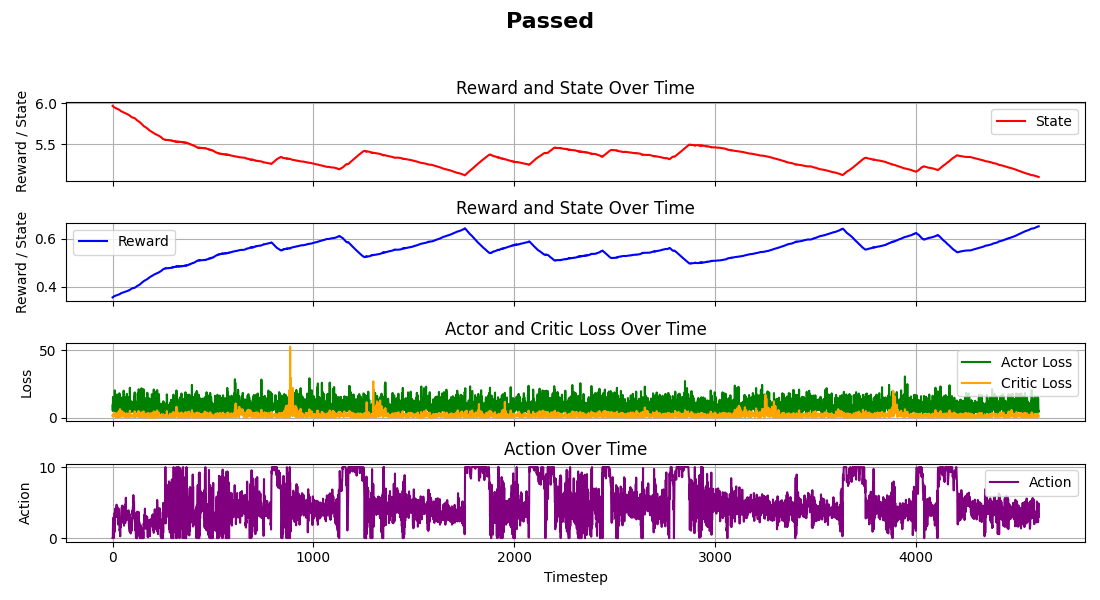 Passed
Reward and State Over Time
Reward / State
6.0
5.5
State
Reward and State Over Time
Reward / State
0.6
0.4
Reward
Actor and Critic Loss Over Time
Loss
50
0
Actor Loss
Critic Loss
Action Over Time
Action
10
0
Action
0 1000 2000 3000 4000
Timestep